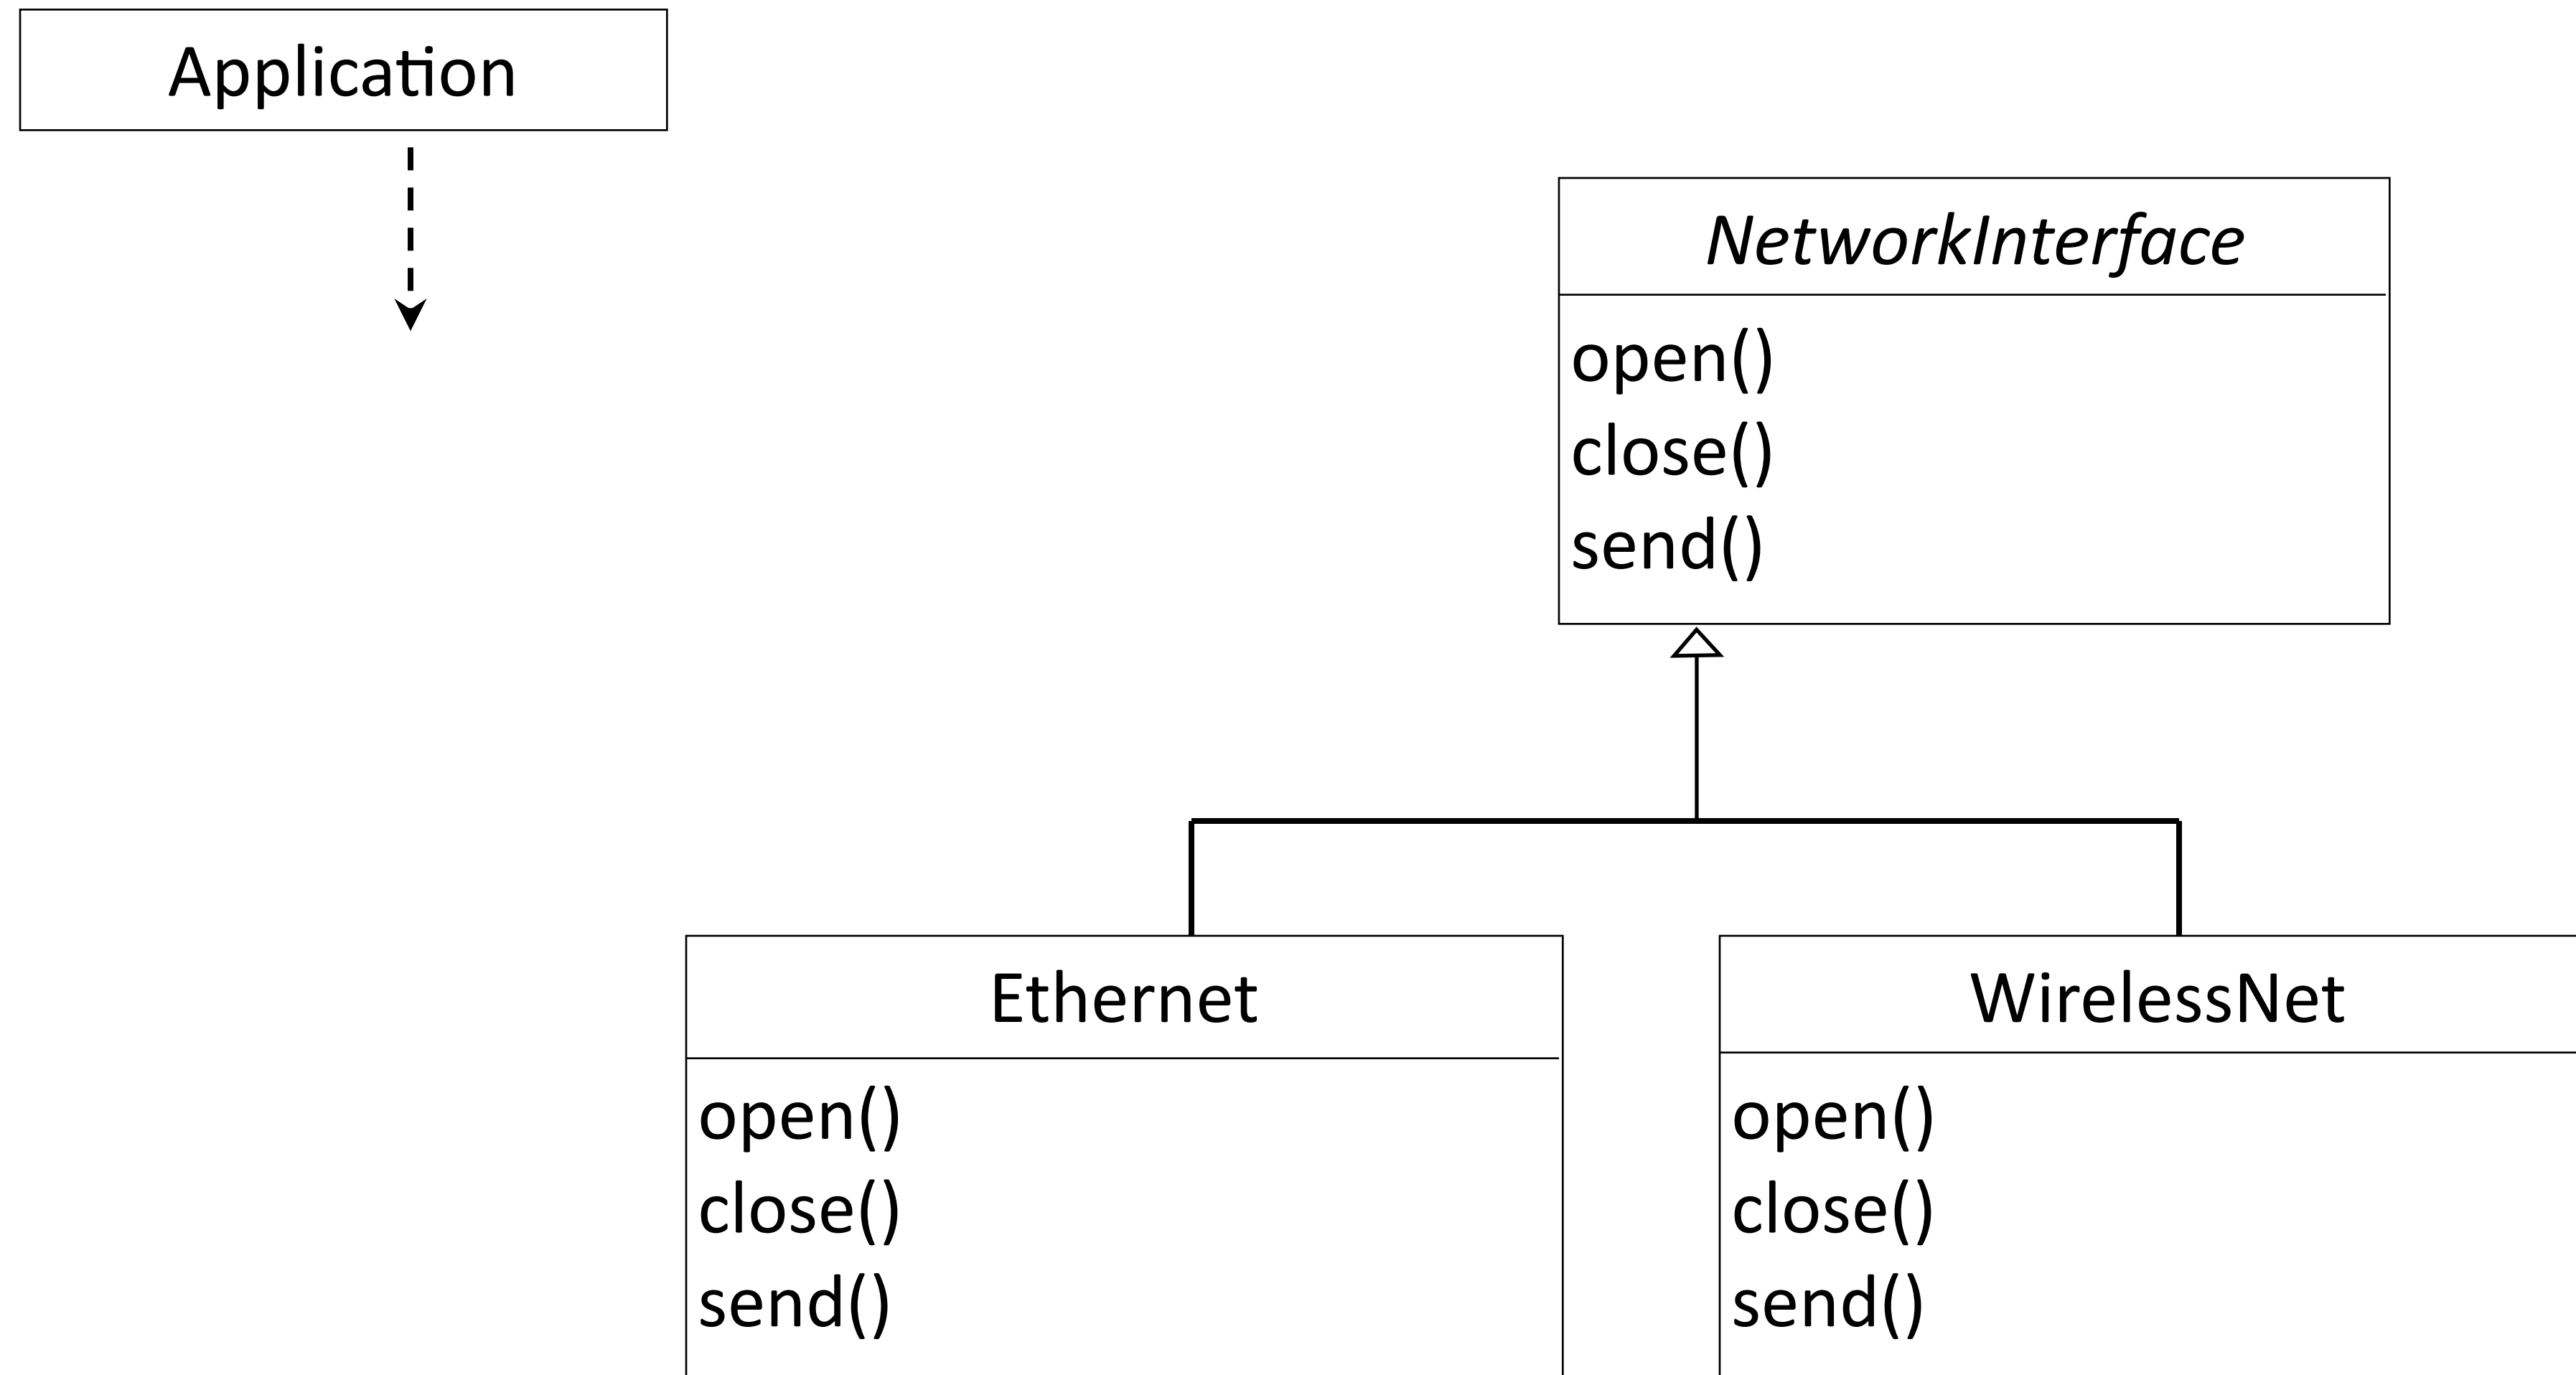 Application
NetworkInterface
open()
close()
send()
Ethernet
open()
close()
send()
WirelessNet
open()
close()
send()